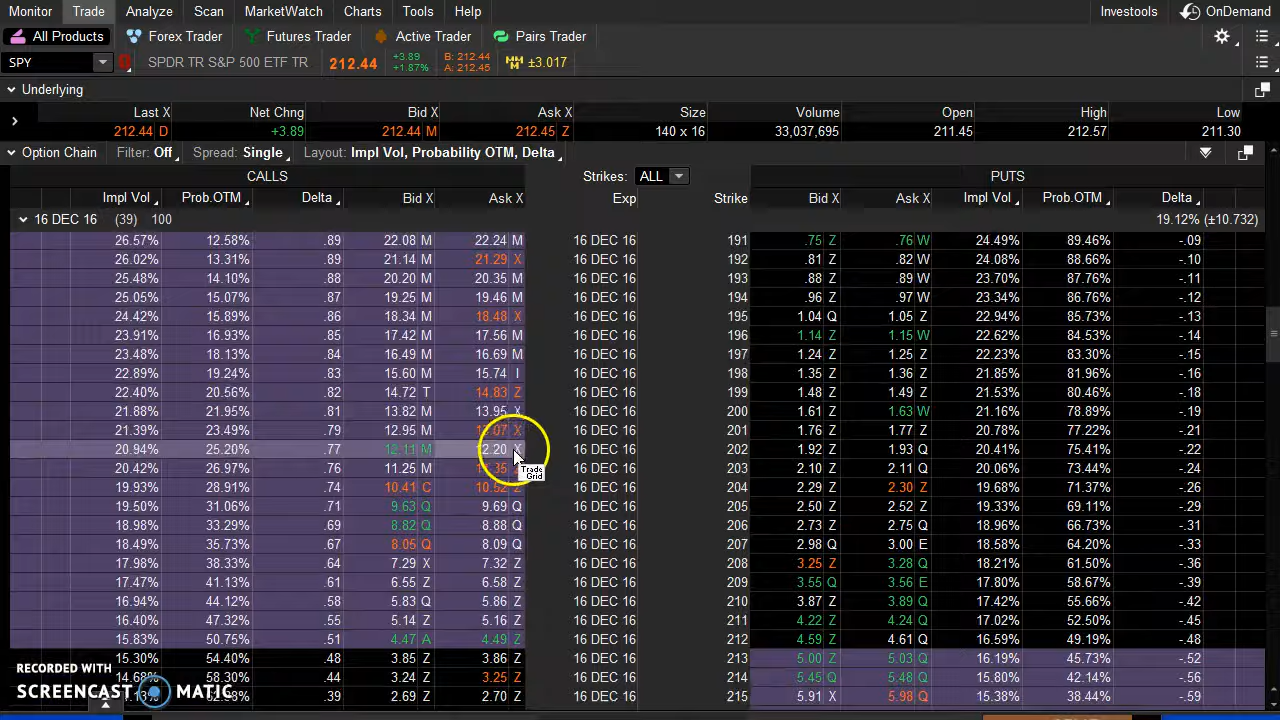 Monitor Trade Analyze Scan MarketWatch Charts Tools Help Investools OnDemand
All Products Forex Trader Futures Trader Active Trader Pairs Trader
SPY SPDR TR S&P 500 ETF TR 212.44 +3.89 +1.87% B: 212.44 A: 212.45 ±3.017
Underlying
Last X Net Chng Bid X Ask X Size Volume Open High Low
212.44 D +3.89 212.44 M 212.45 Z 140 x 16 33,037,695 211.45 212.57 211.30
Option Chain Filter: Off Spread: Single Layout: Impl Vol, Probability OTM, Delta
CALLS Strikes: ALL PUTS
Impl Vol Prob.OTM Delta Bid X Ask X Exp Strike Bid X Ask X Impl Vol Prob.OTM Delta
16 DEC 16 (39) 100 19.12% (±10.732)
26.57% 12.58% .89 22.08 M 22.24 M 16 DEC 16 191 .75 Z .76 W 24.49% 89.46% -.09
26.02% 13.31% .89 21.14 M 21.29 X 16 DEC 16 192 .81 Z .82 W 24.08% 88.66% -.10
25.48% 14.10% .88 20.20 M 20.35 M 16 DEC 16 193 .88 Z .89 W 23.70% 87.76% -.11
25.05% 15.07% .87 19.25 M 19.46 M 16 DEC 16 194 .96 Z .97 W 23.34% 86.76% -.12
24.42% 15.89% .86 18.34 M 18.48 X 16 DEC 16 195 1.04 Q 1.05 Z 22.94% 85.73% -.13
23.91% 16.93% .85 17.42 M 17.56 M 16 DEC 16 196 1.14 Z 1.15 W 22.62% 84.53% -.14
23.48% 18.13% .84 16.49 M 16.69 M 16 DEC 16 197 1.24 Z 1.25 Z 22.23% 83.30% -.15
22.89% 19.24% .83 15.60 M 15.74 I 16 DEC 16 198 1.35 Z 1.36 Z 21.85% 81.96% -.16
22.40% 20.56% .82 14.72 T 14.83 Z 16 DEC 16 199 1.48 Z 1.49 Z 21.53% 80.46% -.18
21.88% 21.95% .81 13.82 M 13.95 X 16 DEC 16 200 1.61 Z 1.63 W 21.16% 78.89% -.19
21.39% 23.49% .79 12.95 M 13.07 X 16 DEC 16 201 1.76 Z 1.77 Z 20.78% 77.22% -.21
20.94% 25.20% .77 12.11 M 12.20 X 16 DEC 16 202 1.92 Z 1.93 Q 20.41% 75.41% -.22
20.42% 26.97% .76 11.25 M 11.35 16 DEC 16 203 2.10 Z 2.11 Q 20.06% 73.44% -.24
Trade Grid
19.93% 28.91% .74 10.41 C 10.52 Z 16 DEC 16 204 2.29 Z 2.30 Z 19.68% 71.37% -.26
19.50% 31.06% .71 9.63 Q 9.69 Q 16 DEC 16 205 2.50 Z 2.52 Z 19.33% 69.11% -.29
18.98% 33.29% .69 8.82 Q 8.88 Q 16 DEC 16 206 2.73 Z 2.75 Q 18.96% 66.73% -.31
18.49% 35.73% .67 8.05 Q 8.09 Q 16 DEC 16 207 2.98 Q 3.00 E 18.58% 64.20% -.33
17.98% 38.33% .64 7.29 X 7.32 Z 16 DEC 16 208 3.25 Z 3.28 Q 18.21% 61.50% -.36
17.47% 41.13% .61 6.55 Z 6.58 Z 16 DEC 16 209 3.55 Q 3.56 E 17.80% 58.67% -.39
16.94% 44.12% .58 5.83 Q 5.86 Z 16 DEC 16 210 3.87 Z 3.89 Q 17.42% 55.66% -.42
16.40% 47.32% .55 5.14 Z 5.16 Z 16 DEC 16 211 4.22 Z 4.24 Q 17.02% 52.50% -.45
15.83% 50.75% .51 4.47 A 4.49 Z 16 DEC 16 212 4.59 Z 4.61 Q 16.59% 49.19% -.48
15.30% 54.40% .48 3.85 Z 3.86 Z 16 DEC 16 213 5.00 Z 5.03 Q 16.19% 45.73% -.52
14.68% 58.30% .44 3.24 Z 3.25 Z 16 DEC 16 214 5.45 Q 5.48 Q 15.80% 42.14% -.56
.39 2.69 Z 2.70 Z 16 DEC 16 215 5.91 X 5.98 Q 15.38% 38.44% -.59
RECORDED WITH
SCREENCAST MATIC